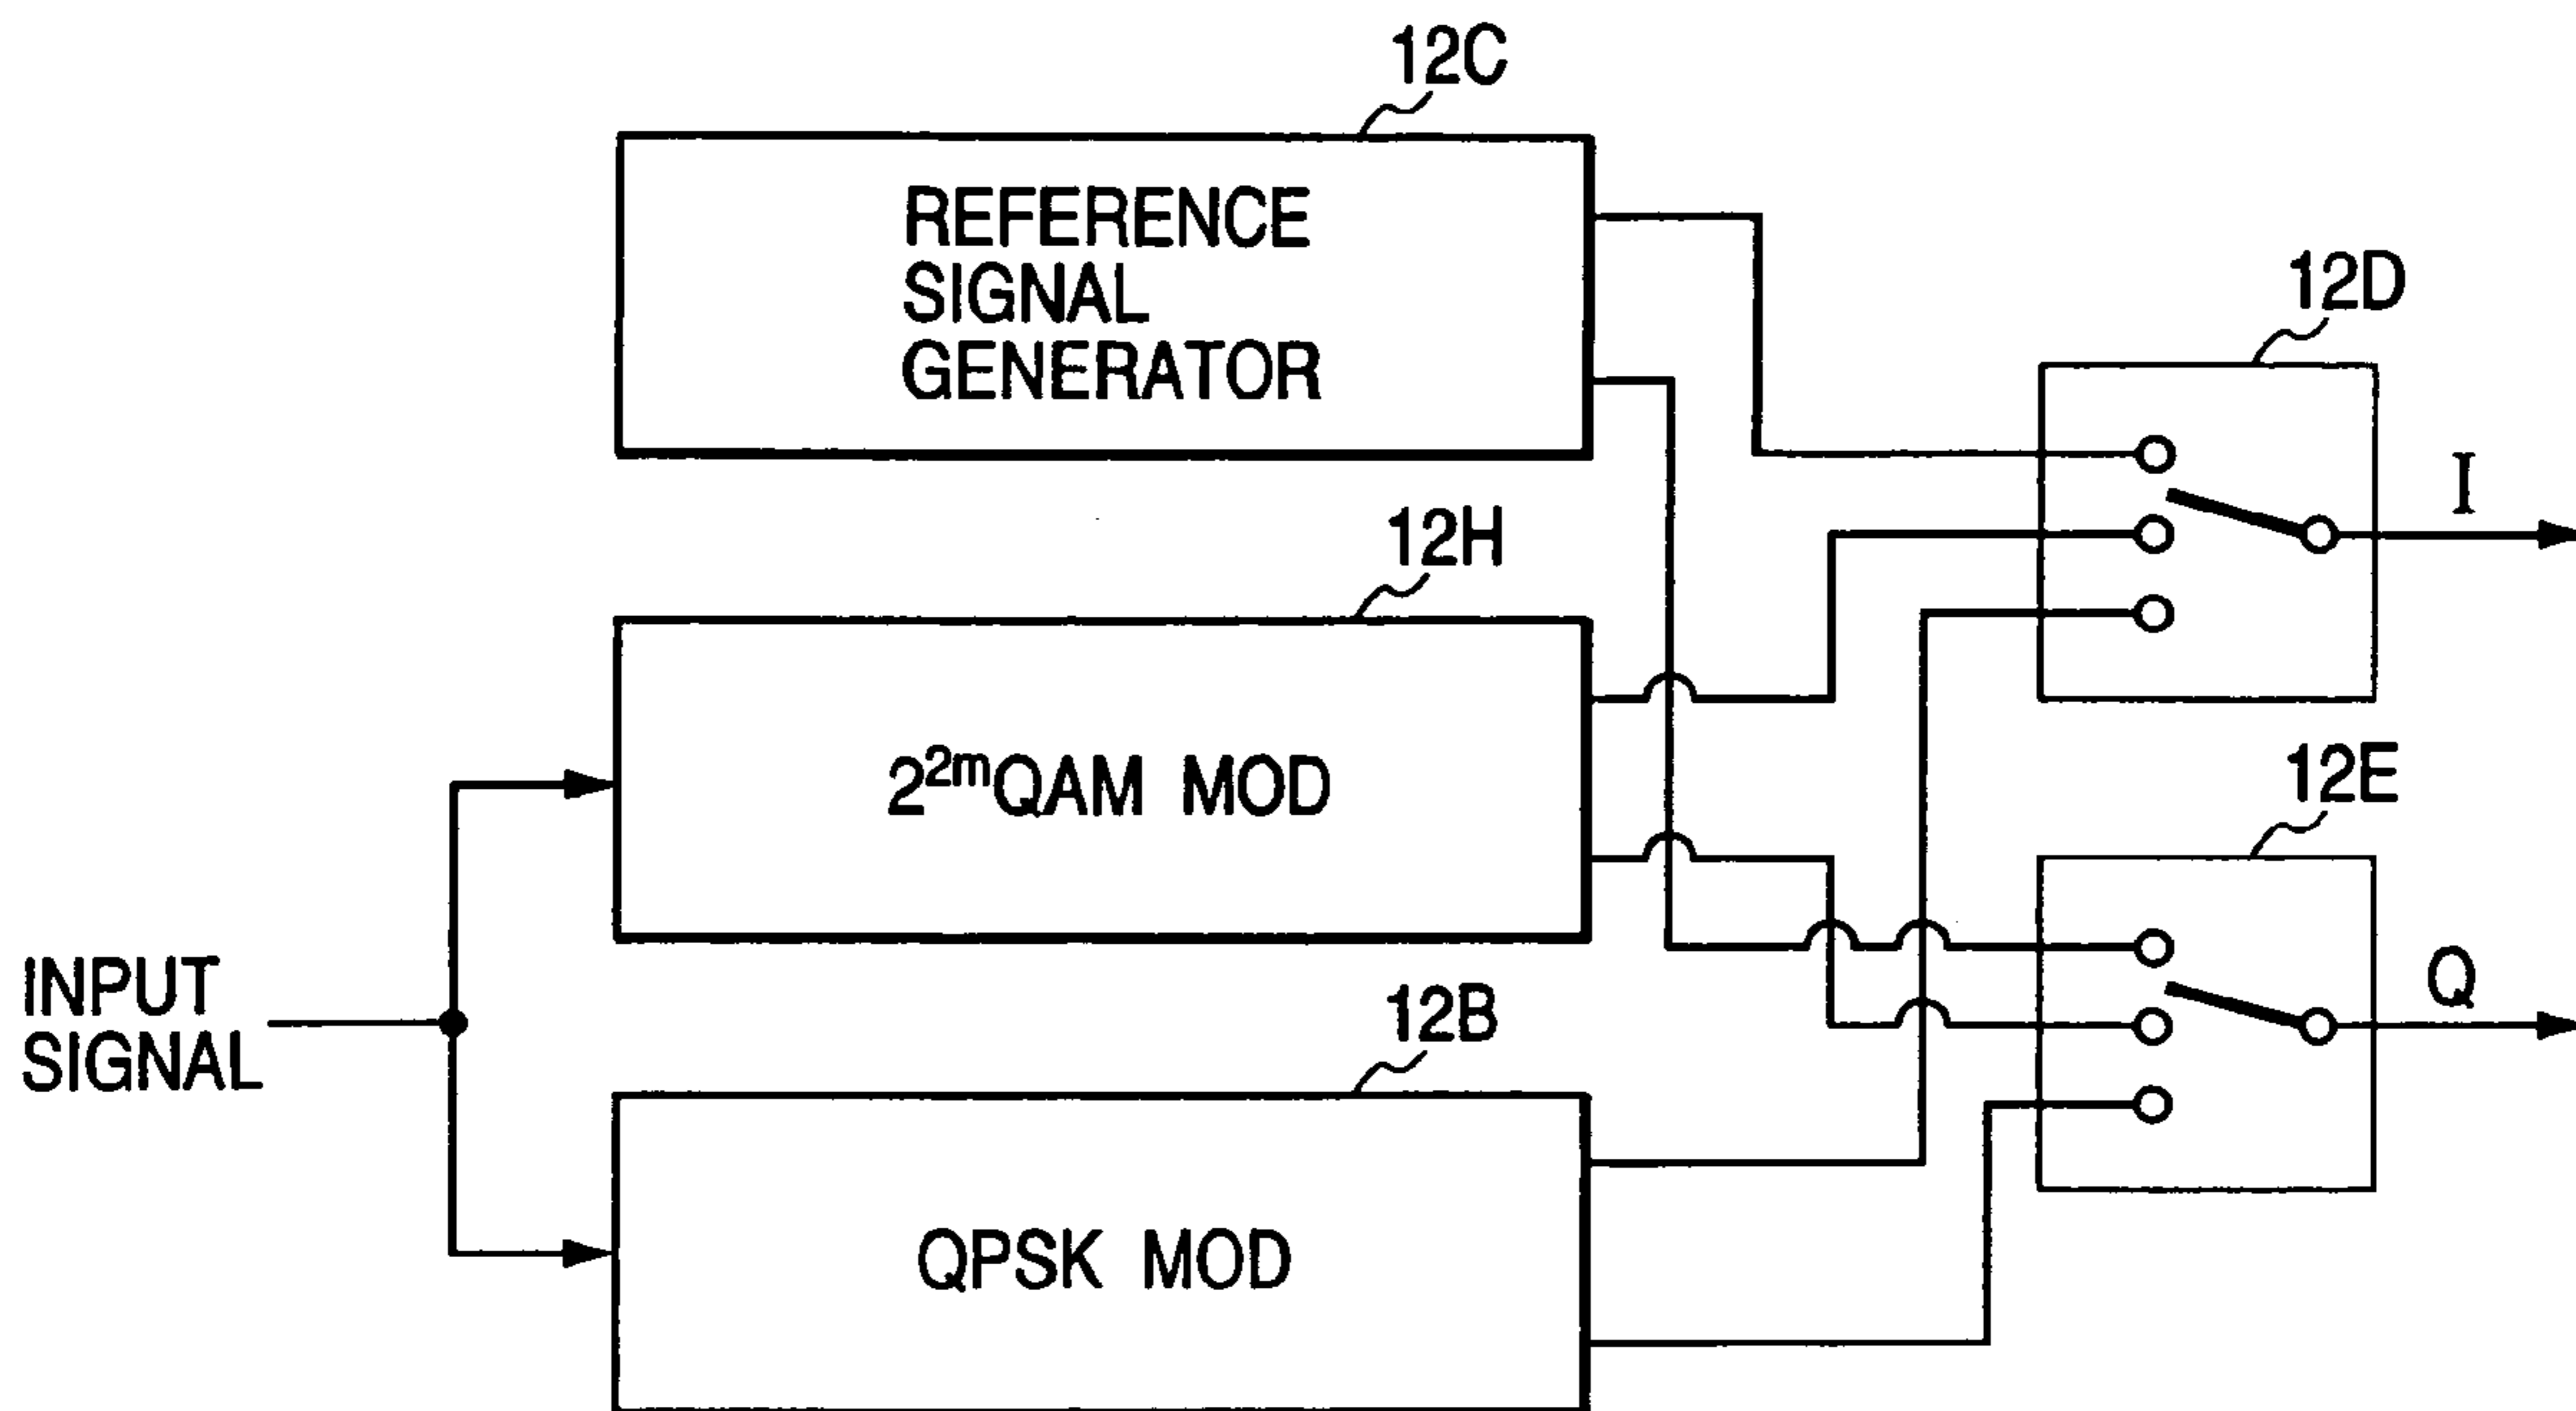 12C
REFERENCE
SIGNAL
GENERATOR
12D
I
12H
2^2mQAM MOD
12E
Q
INPUT
SIGNAL
12B
QPSK MOD